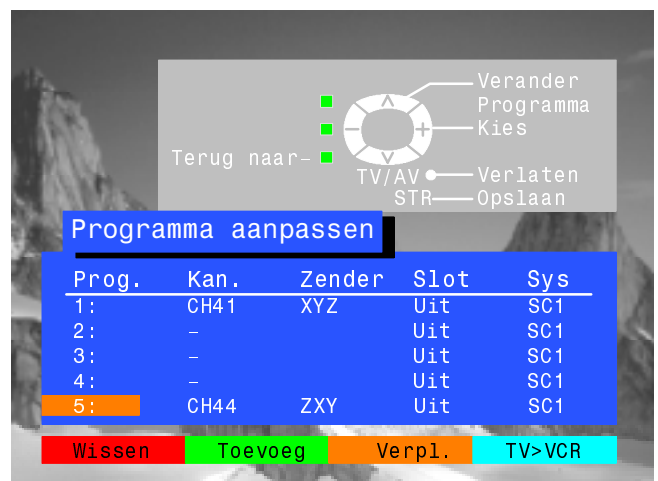 Verander
Programma
Kies
Terug naar
TV/AV Verlaten
STR Opslaan
Programma aanpassen
Prog. Kan. Zender Slot Sys
1: CH41 XYZ Uit SC1
2: - Uit SC1
3: - Uit SC1
4: - Uit SC1
5: CH44 ZXY Uit SC1
Wissen Toevoeg Verpl. TV>VCR